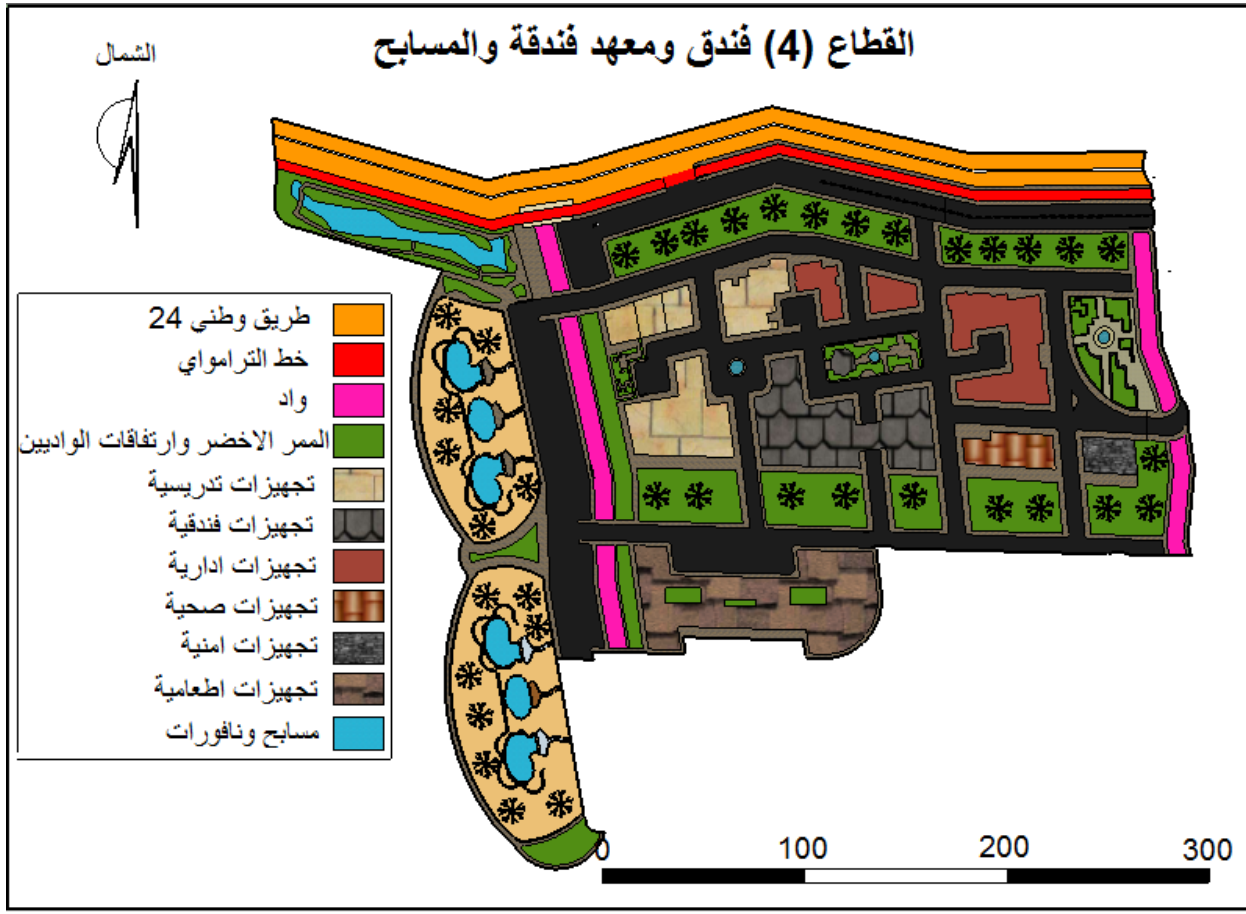 القطاع (4) فندق ومعهد فندقة والمسابح
الشمال
طريق وطني 24
خط الترامواي
واد
الممر الاخضر وارتفاقات الواديين
تجهيزات تدريسية
تجهيزات فندقية
تجهيزات ادارية
تجهيزات صحية
تجهيزات امنية
تجهيزات اطعامية
مسابح ونافورات
0 100 200 300